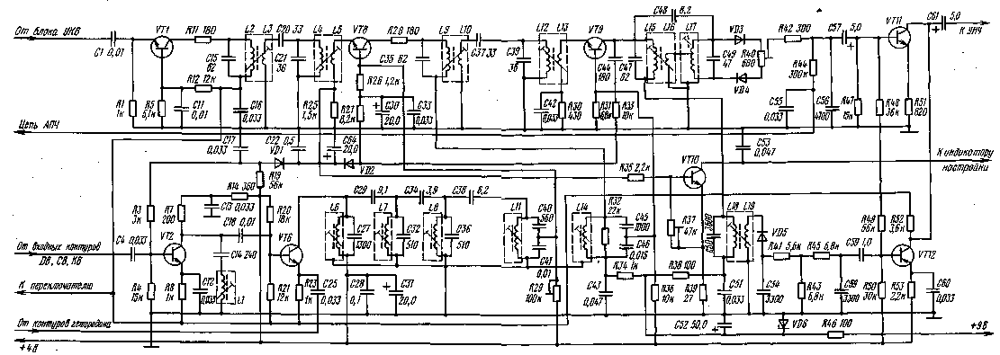 От блока УКВ
C1 0,01
VT1
R11 180
L2 L3
C20 33
L4 L5
VT8
R28 180
L9 L10
C37 33
L12 L13
VT9
C48 8,2
L15 L16 L17
VD3
VD4
R42 300
C57 5,0
VT11
C61 5,0
К УНЧ
C15 62
R12 12к
C21 36
C35 62
R26 1,2к
C39 36
C44 180
C47 62
C49 47
R40 680
R44 300к
R1 1к
R5 5,1к
C11 0,01
C16 0,033
R25 1,5к
R27 8,2к
C30 20,0
C33 0,033
C42 0,033
R30 430
R31 6,8к
R33 10к
C55 0,033
C56 4700
R47 15к
R48 36к
R51 820
Цепь АПЧ
C17 0,033
C22 0,5
VD1
C64 20,0
VD2
C53 0,047
К индикатору настройки
R19 56к
R35 2,2к
VT10
R3 3к
R7 200
R14 360
C13 0,033
C18 0,01
R20 18к
C29 9,1
C34 3,9
C38 8,2
L6
L7
L8
L11
L14
C40 560
R32 22к
C45 1000
R37 47к
L18 L19
VD5
R49 56к
R52 3,6к
От входных контуров
ДВ, СВ, КВ
C4 0,033
VT2
C14 240
VT6
C27 1300
C32 510
C36 510
C41 0,01
C46 0,015
R41 5,6к
R45 6,8к
C59 1,0
VT12
R34 1к
R38 100
К переключателю
R4 15к
R8 1к
C12 0,033
L1
R21 12к
R23 1к
C25 0,033
C28 0,1
C31 20,0
R29 100к
C43 0,047
R36 10к
R39 27
C51 0,033
C54 3300
R43 6,8к
C58 3300
R50 30к
R53 2,2к
C60 0,033
От контуров гетеродина
C52 50,0
VD6
R46 100
+4В
+9В